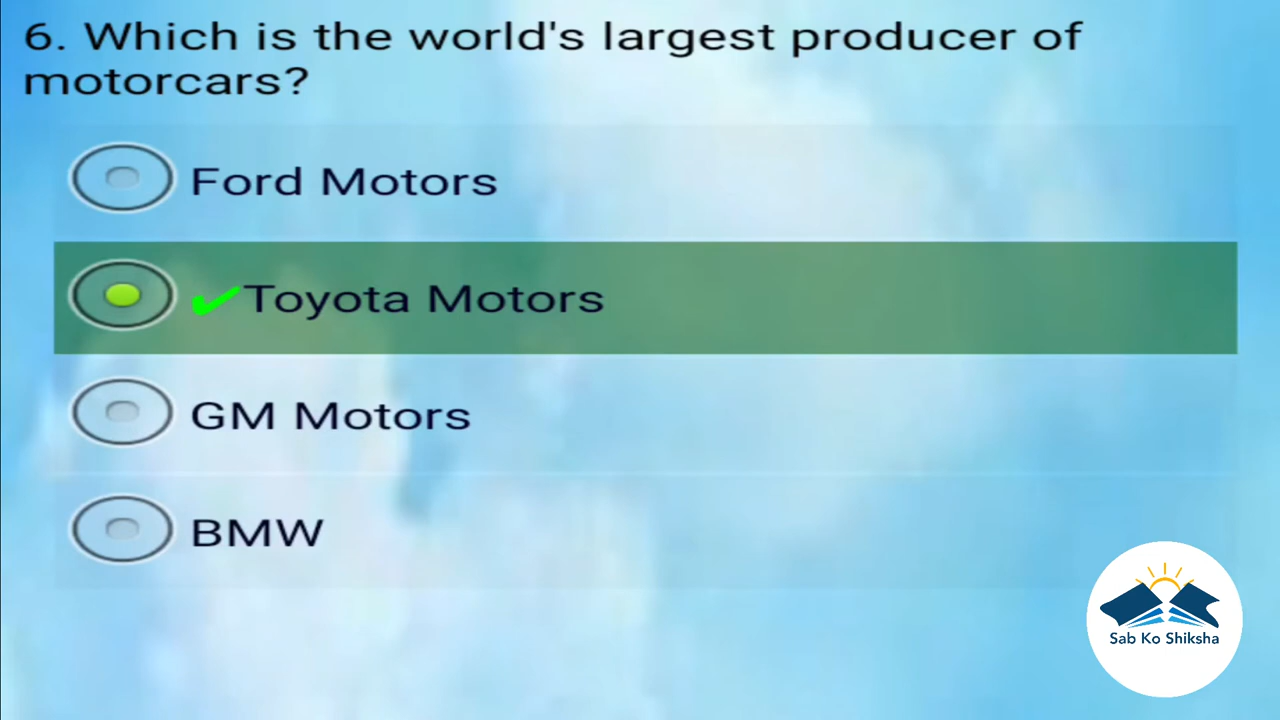 6. Which is the world's largest producer of
motorcars?
Ford Motors
✔Toyota Motors
GM Motors
BMW
Sab Ko Shiksha